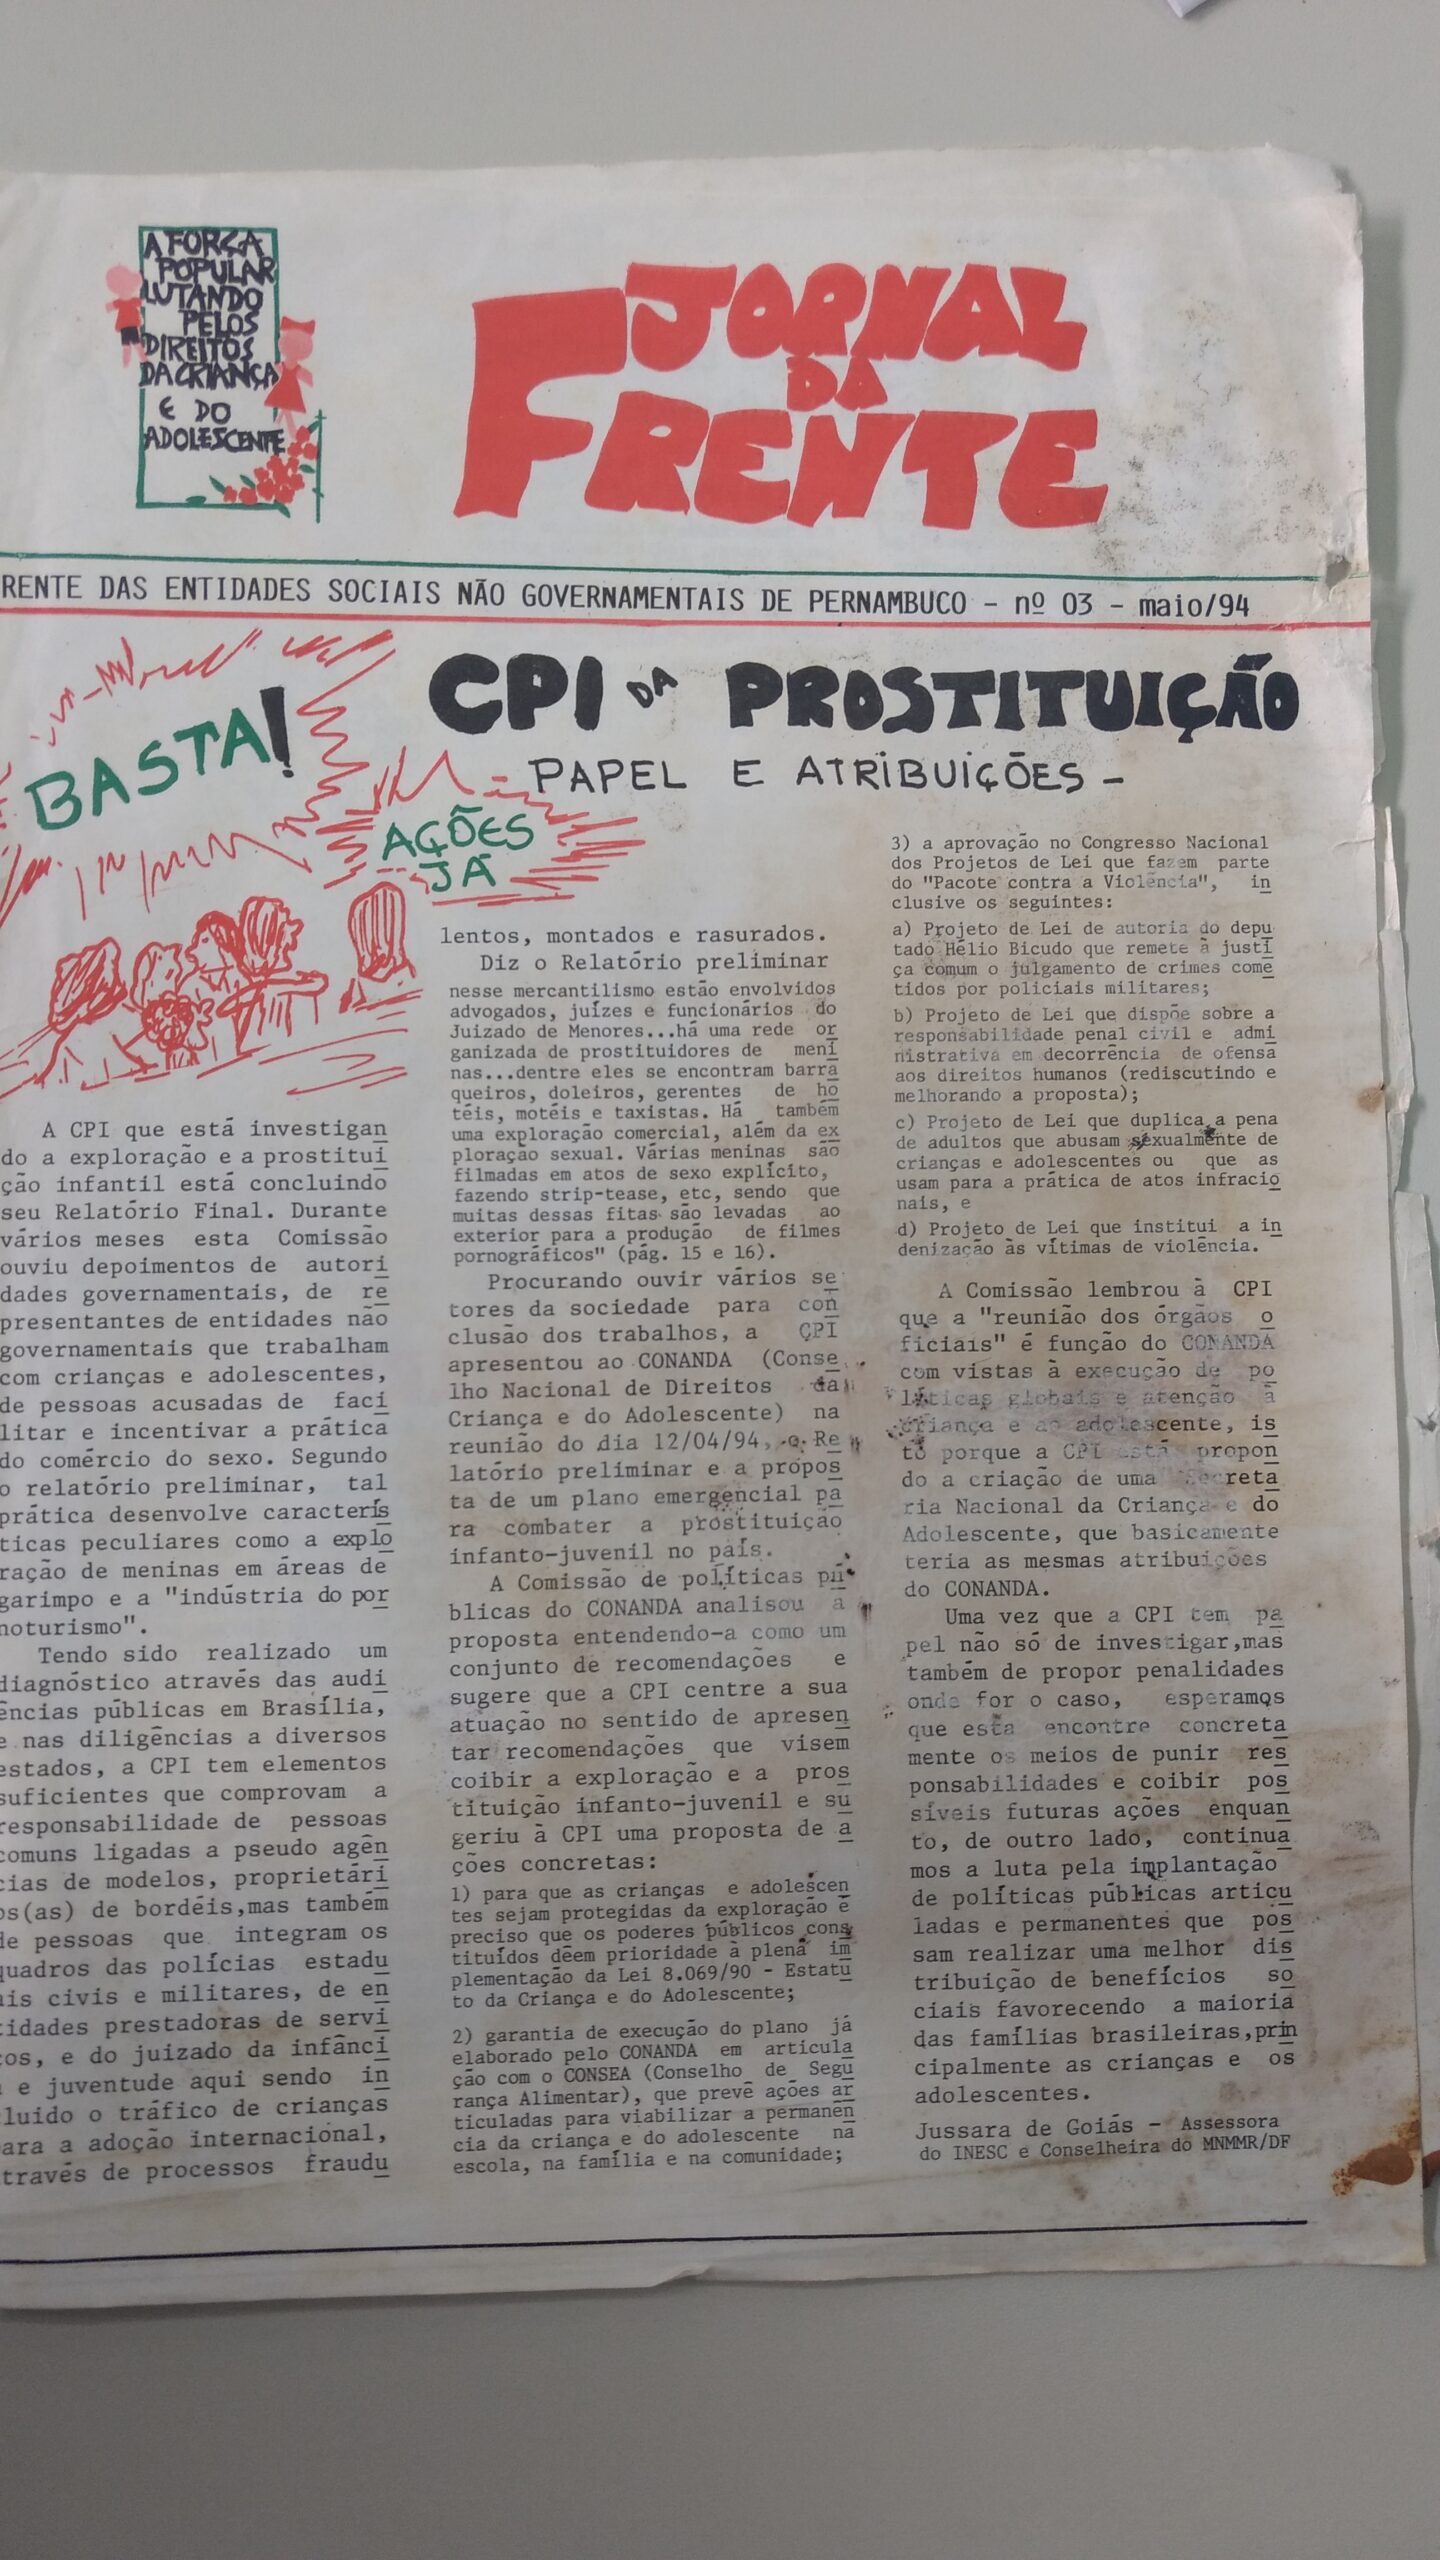 A FORÇA
POPULAR
LUTANDO
PELOS
DIREITOS
DA CRIANÇA
E DO
ADOLESCENTE
JORNAL
DA
FRENTE
RENTE DAS ENTIDADES SOCIAIS NÃO GOVERNAMENTAIS DE PERNAMBUCO - nº 03 - maio/94
BASTA!
AÇÕES
JÁ
CPI DA PROSTITUIÇÃO
PAPEL E ATRIBUIÇÕES -
A CPI que está investigan
do a exploração e a prostitui
ção infantil está concluindo
seu Relatório Final. Durante
vários meses esta Comissão
ouviu depoimentos de autori
dades governamentais, de re
presentantes de entidades não
governamentais que trabalham
com crianças e adolescentes,
de pessoas acusadas de faci
litar e incentivar a prática
do comércio do sexo. Segundo
o relatório preliminar, tal
prática desenvolve caracterís
ticas peculiares como a explo
ração de meninas em áreas de
garimpo e a "indústria do por
noturismo".
Tendo sido realizado um
diagnóstico através das audi
ências públicas em Brasília,
e nas diligências a diversos
estados, a CPI tem elementos
suficientes que comprovam a
responsabilidade de pessoas
comuns ligadas a pseudo agên
cias de modelos, proprietári
os(as) de bordéis,mas também
de pessoas que integram os
quadros das polícias estadu
ais civis e militares, de en
tidades prestadoras de servi
ços, e do juizado da infânci
a e juventude aqui sendo in
cluido o tráfico de crianças
para a adoção internacional,
através de processos fraudu
lentos, montados e rasurados.
Diz o Relatório preliminar
nesse mercantilismo estão envolvidos
advogados, juízes e funcionários do
Juizado de Menores...há uma rede or
ganizada de prostituidores de meni
nas...dentre eles se encontram barra
queiros, doleiros, gerentes de ho
téis, motéis e taxistas. Há também
uma exploração comercial, além da ex
ploração sexual. Várias meninas são
filmadas em atos de sexo explícito,
fazendo strip-tease, etc, sendo que
muitas dessas fitas são levadas ao
exterior para a produção de filmes
pornográficos" (pág. 15 e 16).
Procurando ouvir vários se
tores da sociedade para con
clusão dos trabalhos, a CPI
apresentou ao CONANDA (Conse
lho Nacional de Direitos da
Criança e do Adolescente) na
reunião do dia 12/04/94, o Re
latório preliminar e a propos
ta de um plano emergencial pa
ra combater a prostituição
infanto-juvenil no país.
A Comissão de políticas pú
blicas do CONANDA analisou a
proposta entendendo-a como um
conjunto de recomendações e
sugere que a CPI centre a sua
atuação no sentido de apresen
tar recomendações que visem
coibir a exploração e a pros
tituição infanto-juvenil e su
geriu à CPI uma proposta de a
ções concretas:
1) para que as crianças e adolescen
tes sejam protegidas da exploração é
preciso que os poderes públicos cons
tituídos dêem prioridade à plena im
plementação da Lei 8.069/90 - Estatu
to da Criança e do Adolescente;
2) garantia de execução do plano já
elaborado pelo CONANDA em articula
ção com o CONSEA (Conselho de Segu
rança Alimentar), que prevê ações ar
ticuladas para viabilizar a permanên
cia da criança e do adolescente na
escola, na família e na comunidade;
3) a aprovação no Congresso Nacional
dos Projetos de Lei que fazem parte
do "Pacote contra a Violência", in
clusive os seguintes:
a) Projeto de Lei de autoria do depu
tado Hélio Bicudo que remete à justi
ça comum o julgamento de crimes come
tidos por policiais militares;
b) Projeto de Lei que dispõe sobre a
responsabilidade penal civil e admi
nistrativa em decorrência de ofensa
aos direitos humanos (rediscutindo e
melhorando a proposta);
c) Projeto de Lei que duplica a pena
de adultos que abusam sexualmente de
crianças e adolescentes ou que as
usam para a prática de atos infracio
nais, e
d) Projeto de Lei que institui a in
denização às vítimas de violência.
A Comissão lembrou à CPI
que a "reunião dos órgãos o
ficiais" é função do CONANDA
com vistas à execução de po
líticas globais e atenção à
criança e ao adolescente, is
to porque a CPI está propon
do a criação de uma Secreta
ria Nacional da Criança e do
Adolescente, que basicamente
teria as mesmas atribuições
do CONANDA.
Uma vez que a CPI tem pa
pel não só de investigar,mas
também de propor penalidades
onde for o caso, esperamos
que esta encontre concreta
mente os meios de punir res
ponsabilidades e coibir pos
síveis futuras ações enquan
to, de outro lado, continua
mos a luta pela implantação
de políticas públicas articu
ladas e permanentes que pos
sam realizar uma melhor dis
tribuição de benefícios so
ciais favorecendo a maioria
das famílias brasileiras,prin
cipalmente as crianças e os
adolescentes.
Jussara de Goiás - Assessora
do INESC e Conselheira do MNMMR/DF